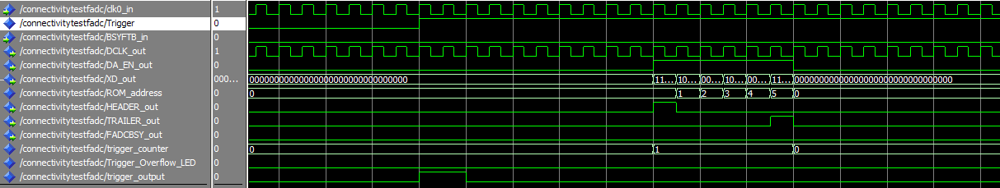 /connectivitytestfadc/clk0_in 1
/connectivitytestfadc/Trigger 0
/connectivitytestfadc/BSYFTB_in 0
/connectivitytestfadc/DCLK_out 1
/connectivitytestfadc/DA_EN_out 0
/connectivitytestfadc/XD_out 000... 00000000000000000000000000000000 11... 10... 00... 10... 00... 11... 00000000000000000000000000000000
/connectivitytestfadc/ROM_address 0 0 1 2 3 4 5 0
/connectivitytestfadc/HEADER_out 0
/connectivitytestfadc/TRAILER_out 0
/connectivitytestfadc/FADCBSY_out 0
/connectivitytestfadc/trigger_counter 0 0 1 0
/connectivitytestfadc/Trigger_Overflow_LED 0
/connectivitytestfadc/trigger_output 0